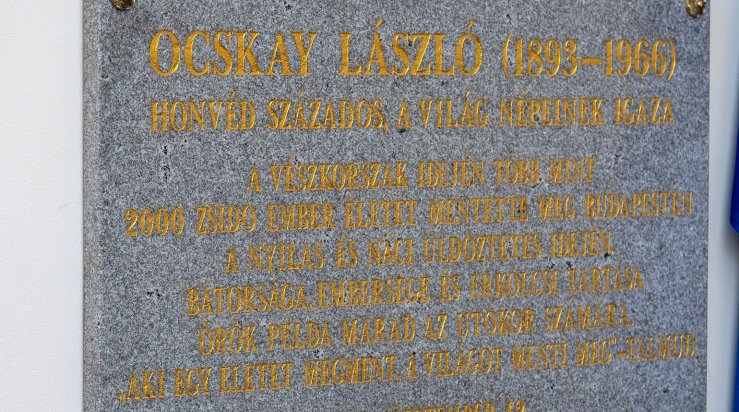 OCSKAY LÁSZLÓ (1893–1966)
HONVÉD SZÁZADOS, A VILÁG NÉPEINEK IGAZA
A VÉSZKORSZAK IDEJÉN TÖBB MINT
2000 ZSIDÓ EMBER ÉLETÉT MENTETTE MEG BUDAPESTEN
A NYILAS ÉS NÁCI ÜLDÖZTETÉS IDEJÉN.
BÁTORSÁGA, EMBERSÉGE ÉS ERKÖLCSI TARTÁSA
ÖRÖK PÉLDA MARAD AZ UTÓKOR SZÁMÁRA.
„AKI EGY ÉLETET MEGMENT, A VILÁGOT MENTI MEG"–TALMUD